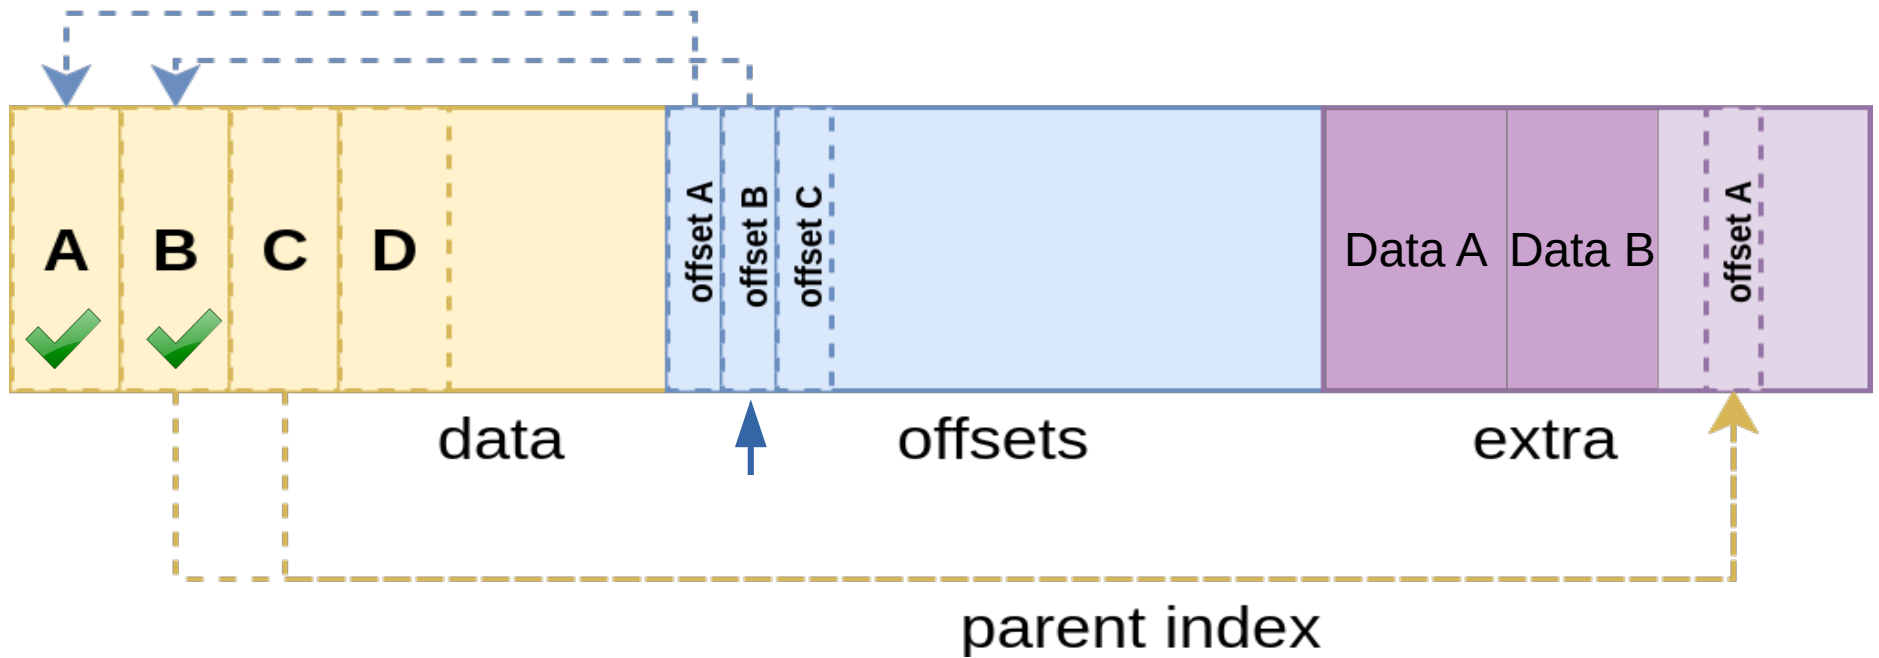 A
B
C
D
offset A
offset B
offset C
Data A
Data B
offset A
data
offsets
extra
parent index